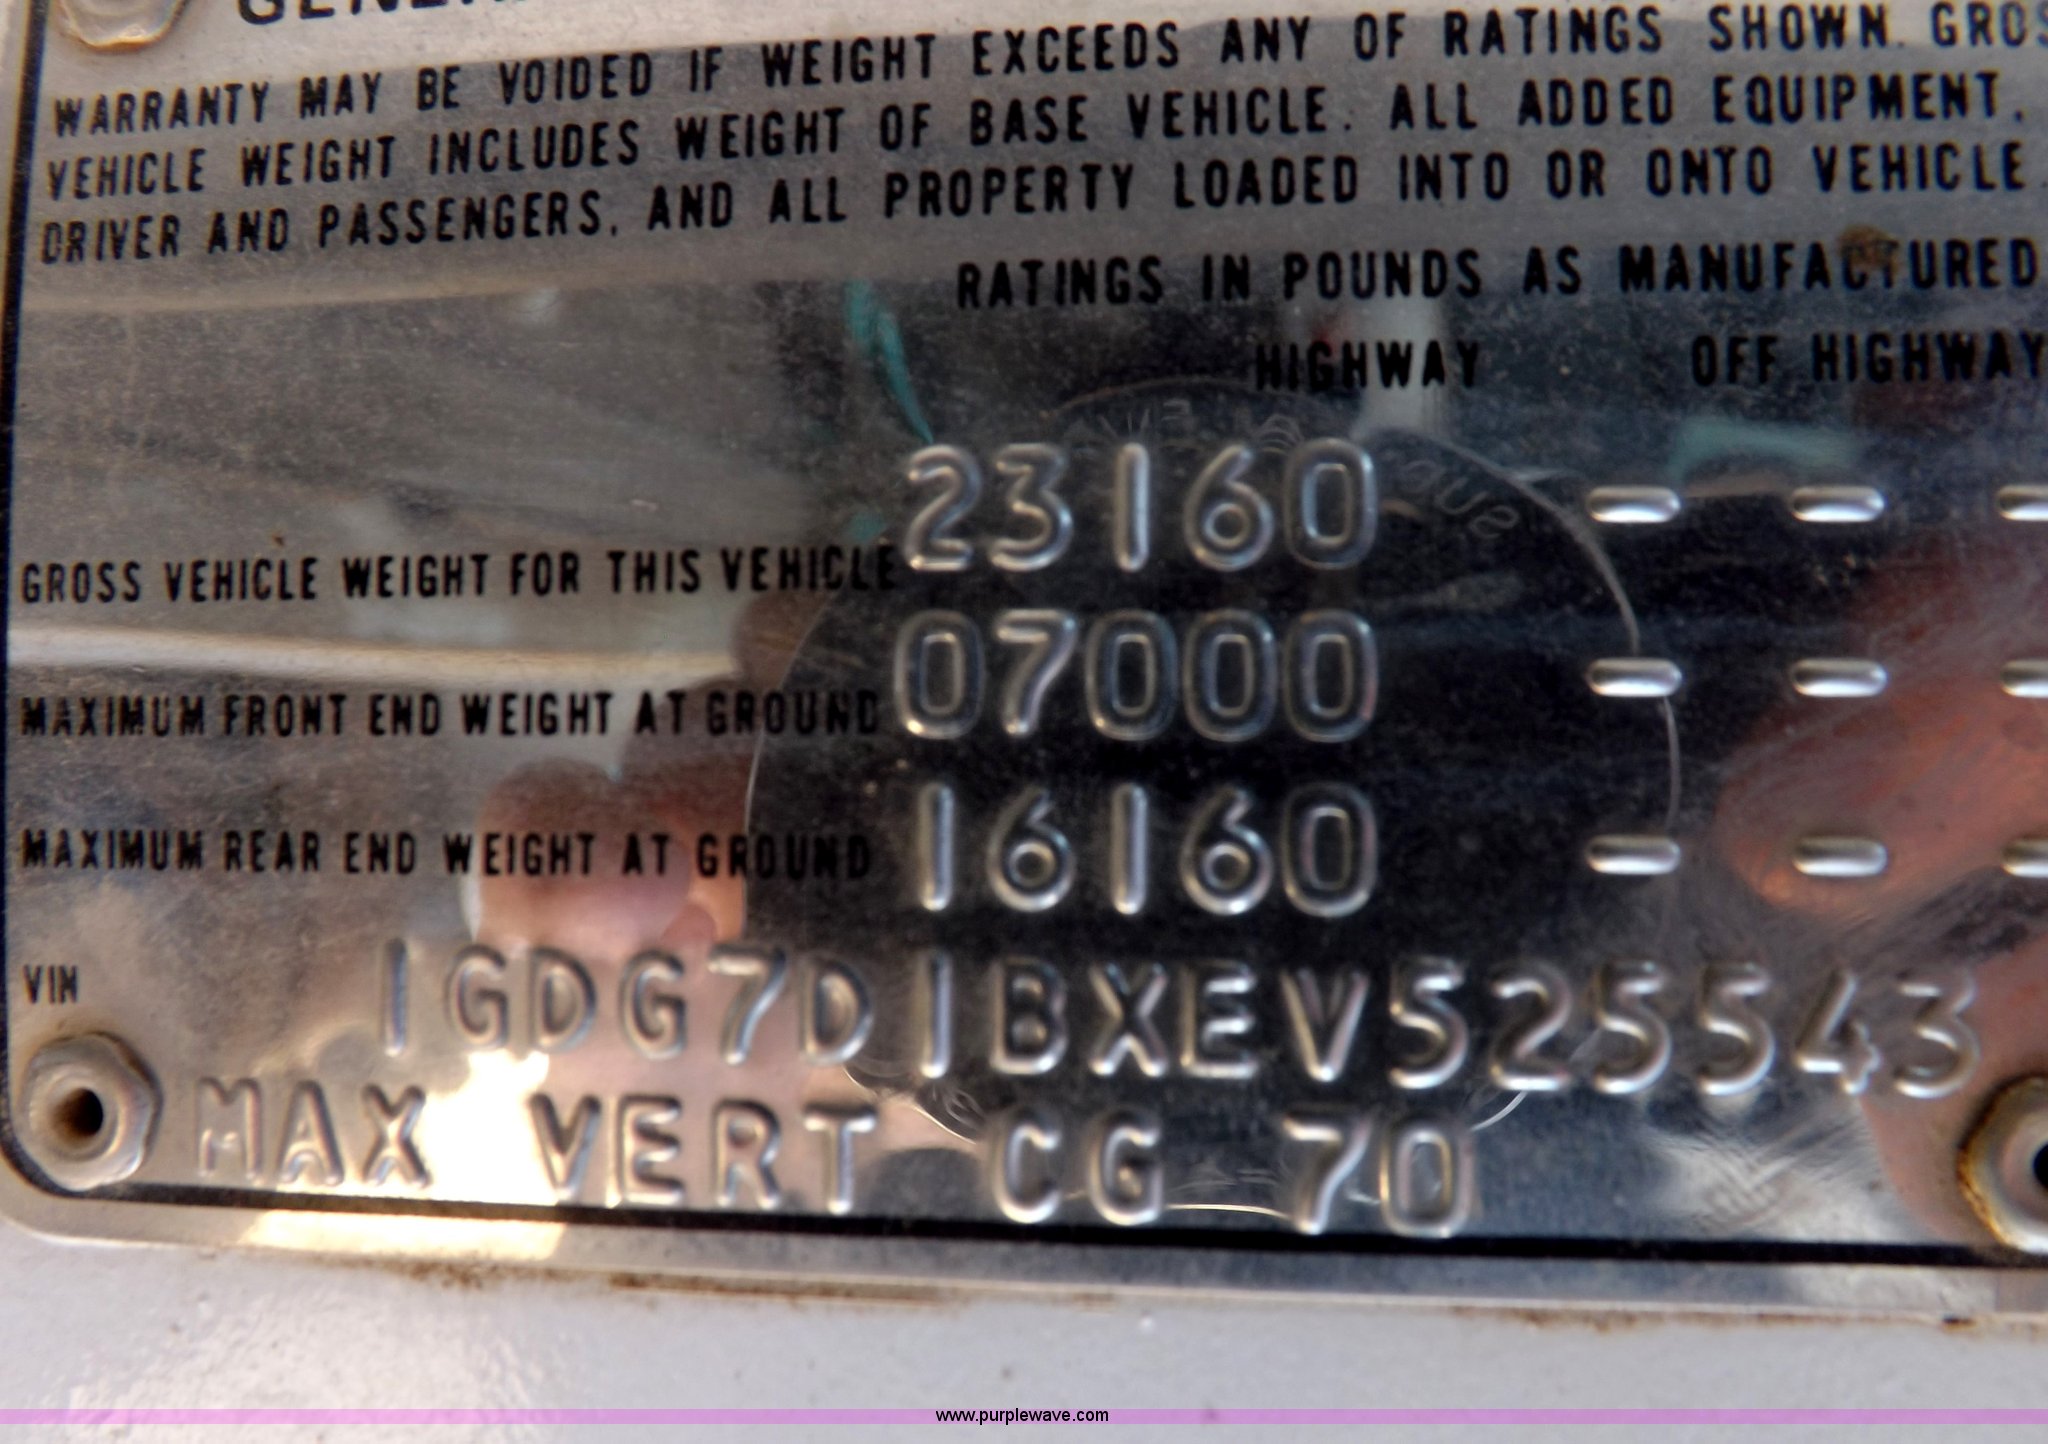 WARRANTY MAY BE VOIDED IF WEIGHT EXCEEDS ANY OF RATINGS SHOWN. GROS
VEHICLE WEIGHT INCLUDES WEIGHT OF BASE VEHICLE. ALL ADDED EQUIPMENT,
DRIVER AND PASSENGERS, AND ALL PROPERTY LOADED INTO OR ONTO VEHICLE.
RATINGS IN POUNDS AS MANUFACTURED
HIGHWAY OFF HIGHWAY
GROSS VEHICLE WEIGHT FOR THIS VEHICLE 23160 - - -
MAXIMUM FRONT END WEIGHT AT GROUND 07000 - - -
MAXIMUM REAR END WEIGHT AT GROUND 16160 - - -
VIN 1GDG7D1BXEV525543
MAX VERT CG 70
www.purplewave.com